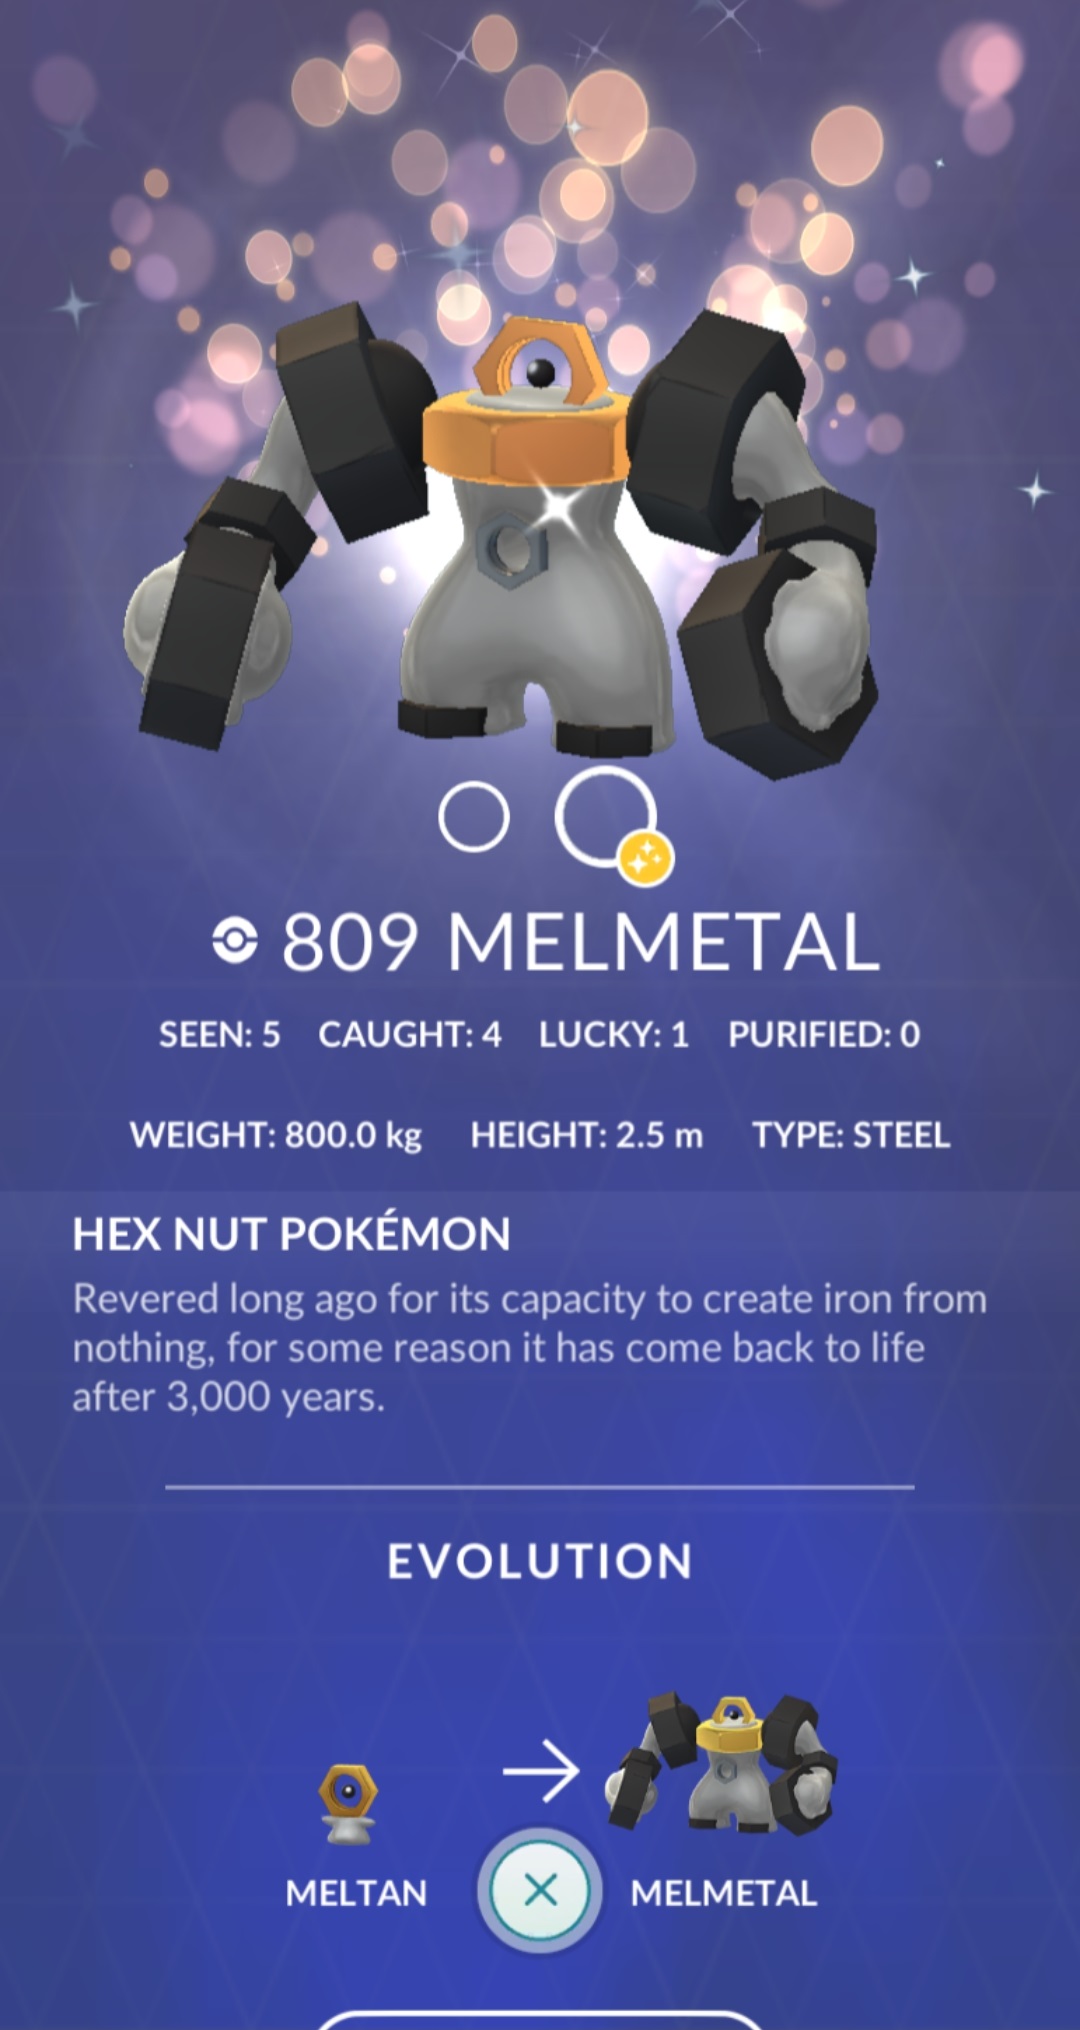 809 MELMETAL
SEEN: 5 CAUGHT: 4 LUCKY: 1 PURIFIED: 0
WEIGHT: 800.0 kg HEIGHT: 2.5 m TYPE: STEEL
HEX NUT POKÉMON
Revered long ago for its capacity to create iron from
nothing, for some reason it has come back to life
after 3,000 years.
EVOLUTION
MELTAN MELMETAL